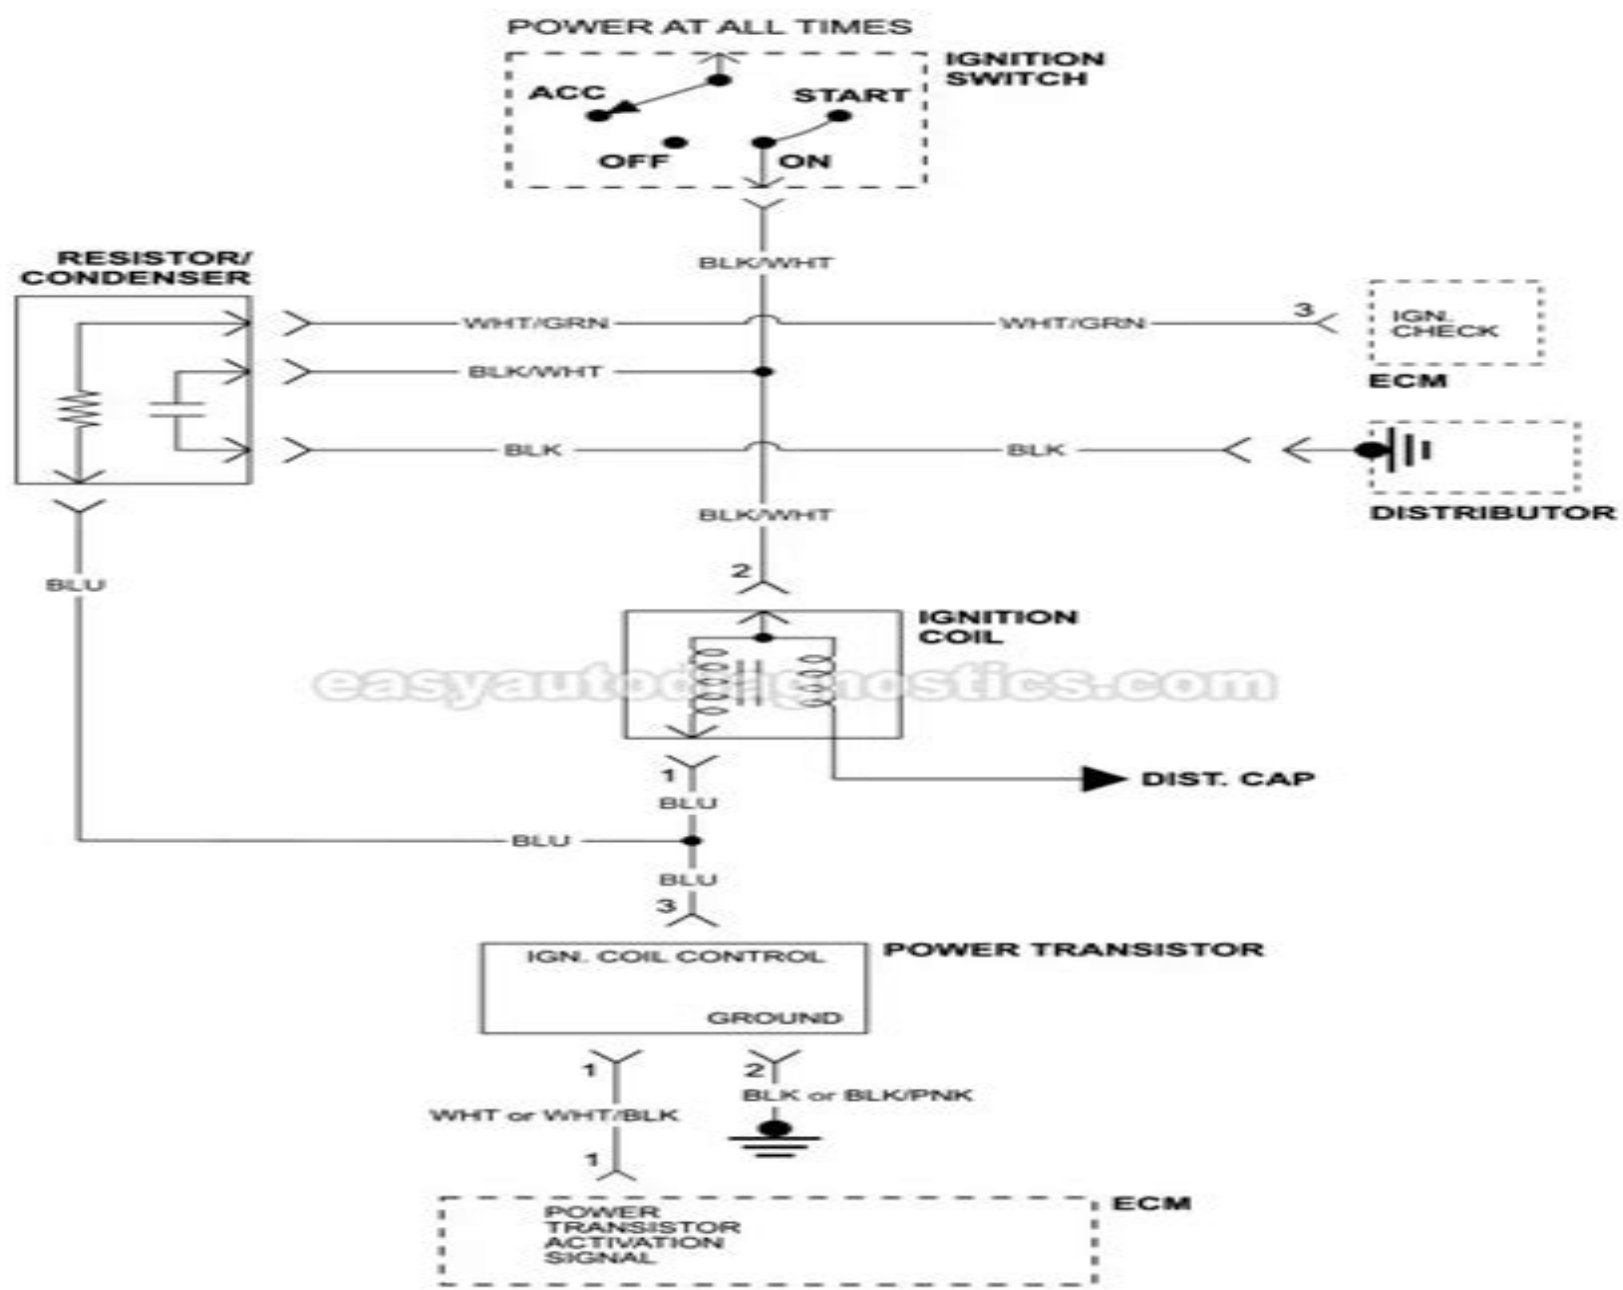 POWER AT ALL TIMES
IGNITION
SWITCH
ACC
START
OFF
ON
BLK/WHT
RESISTOR/
CONDENSER
WHT/GRN
WHT/GRN
3
IGN.
CHECK
ECM
BLK/WHT
BLK
BLK
DISTRIBUTOR
BLK/WHT
2
BLU
IGNITION
COIL
easyautodiagnostics.com
1
BLU
DIST. CAP
BLU
BLU
3
POWER TRANSISTOR
IGN. COIL CONTROL
GROUND
1
2
BLK or BLK/PNK
WHT or WHT/BLK
1
ECM
POWER
TRANSISTOR
ACTIVATION
SIGNAL